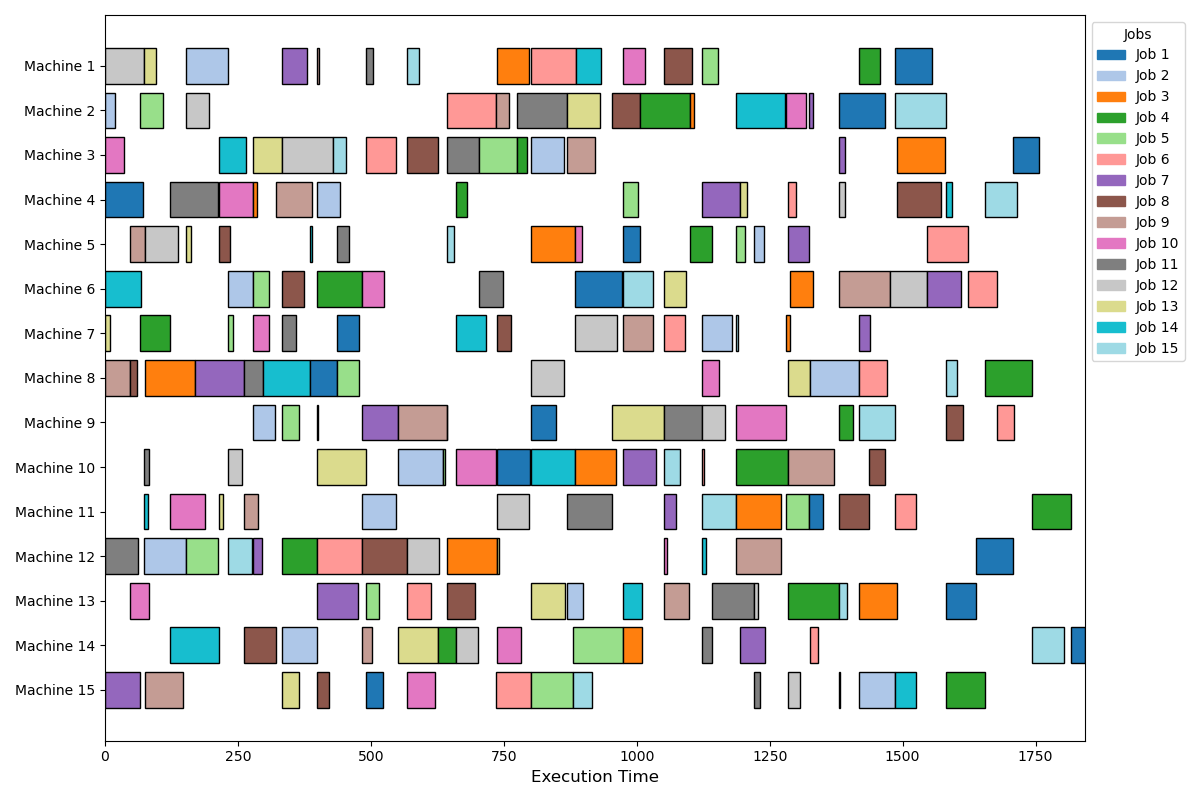 Machine 1
Machine 2
Machine 3
Machine 4
Machine 5
Machine 6
Machine 7
Machine 8
Machine 9
Machine 10
Machine 11
Machine 12
Machine 13
Machine 14
Machine 15
0 250 500 750 1000 1250 1500 1750
Execution Time
Jobs
Job 1
Job 2
Job 3
Job 4
Job 5
Job 6
Job 7
Job 8
Job 9
Job 10
Job 11
Job 12
Job 13
Job 14
Job 15